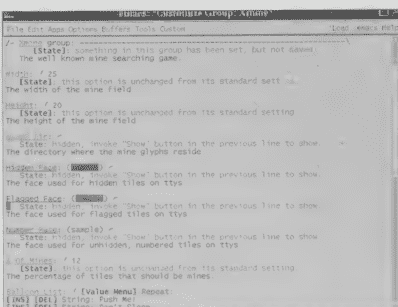 File Edit Apps Options Buffers Tools Custom Help
group:
[State]: something in this group has been set, but not saved.
The well known mine searching game.
Width: 25
[State]: this option is unchanged from its standard sett
The width of the mine field
Height: 20
[State]: this option is unchanged from its standard setting
The height of the mine field
State: hidden, invoke "Show" button in the previous line to show.
The directory where the mine glyphs reside
Hidden Face:
State: hidden, invoke "Show" button in the previous line to show.
The face used for hidden tiles on ttys
Flagged Face:
State: hidden, invoke "Show" button in the previous line to show.
The face used for flagged tiles on ttys
Number Face: (sample)
State: hidden, invoke "Show" button in the previous line to show.
The face used for unhidden, numbered tiles on ttys
% Of Mines: 12
[State]: this option is unchanged from its standard setting
The percentage of tiles that should be mines.
List: [Value Menu] Repeat:
[INS] [DEL] String: Push Me!